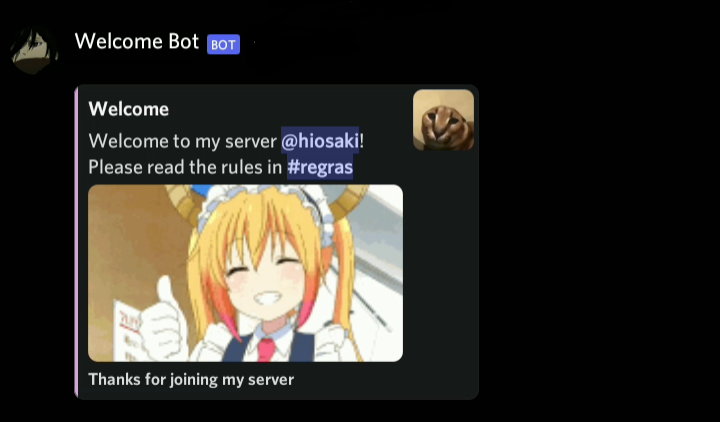 Welcome Bot BOT
Welcome
Welcome to my server @hiosaki!
Please read the rules in #regras
Thanks for joining my server